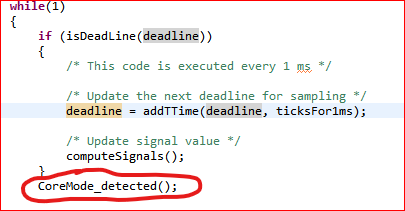 while(1)
{
if (isDeadLine(deadline))
{
/* This code is executed every 1 ms */
/* Update the next deadline for sampling */
deadline = addTTime(deadline, ticksFor1ms);
/* Update signal value */
computeSignals();
}
CoreMode_detected();